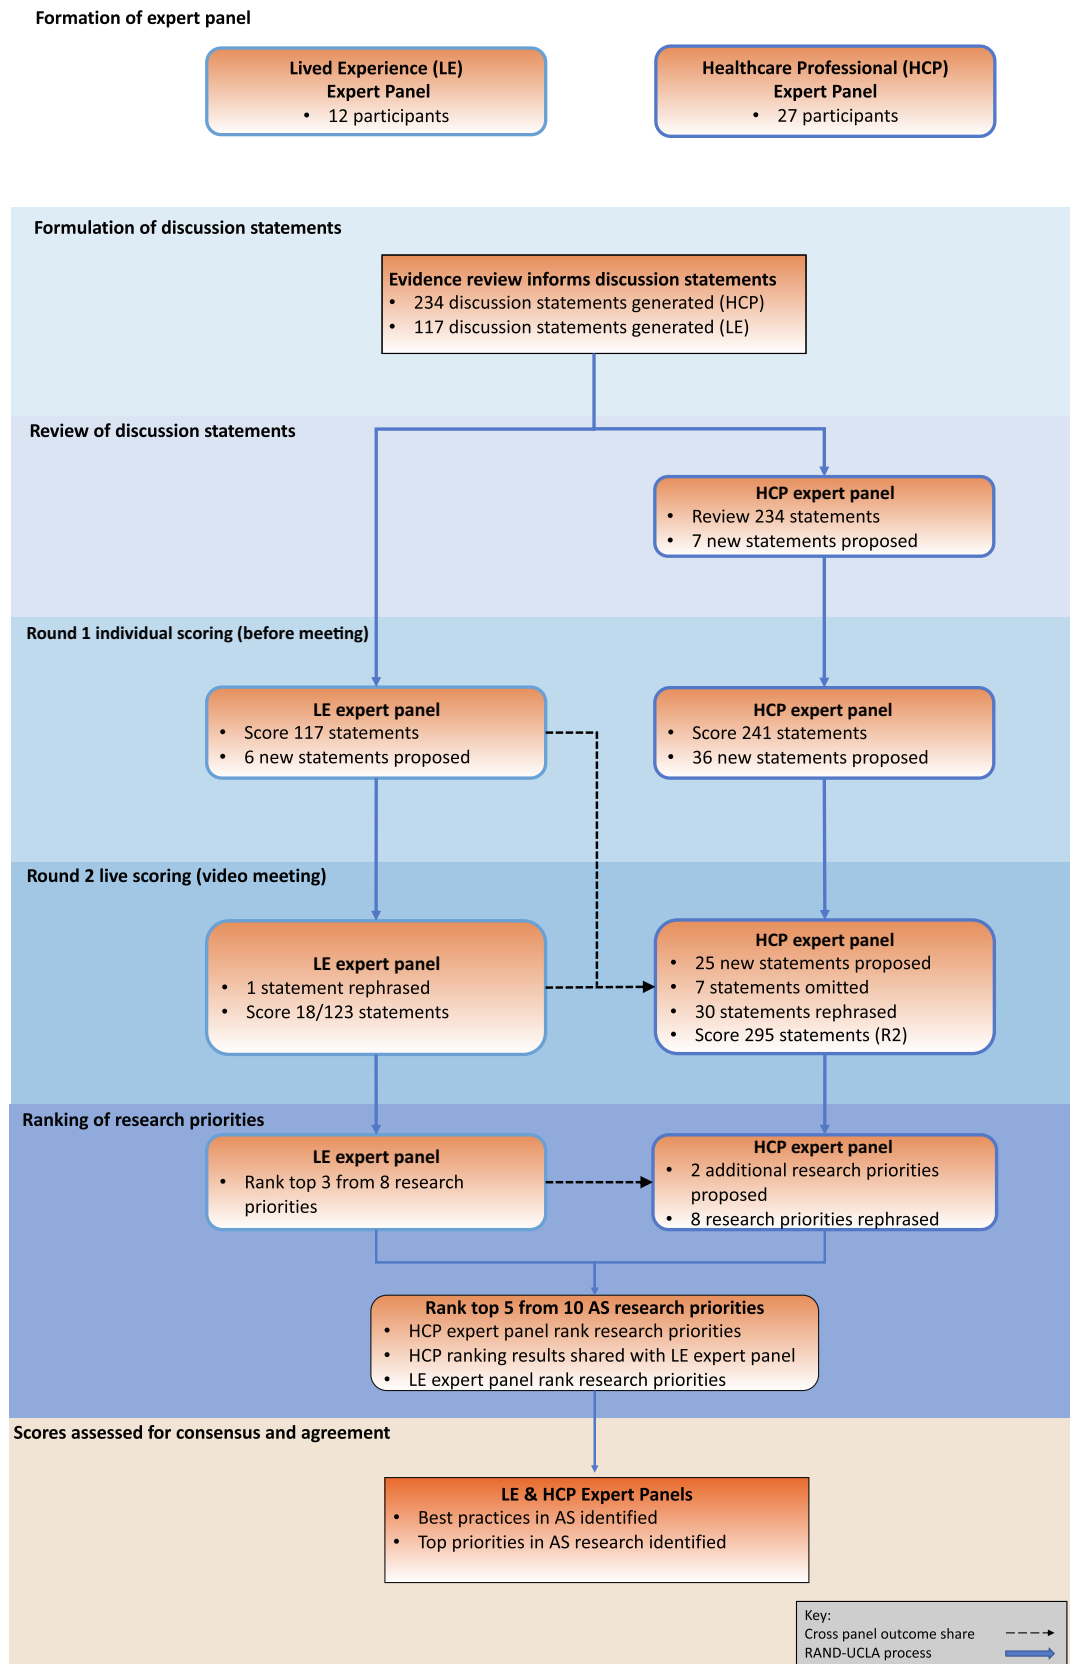 Formation of expert panel
Lived Experience (LE)
Expert Panel
• 12 participants
Healthcare Professional (HCP)
Expert Panel
• 27 participants
Formulation of discussion statements
Evidence review informs discussion statements
• 234 discussion statements generated (HCP)
• 117 discussion statements generated (LE)
Review of discussion statements
HCP expert panel
• Review 234 statements
• 7 new statements proposed
Round 1 individual scoring (before meeting)
LE expert panel
• Score 117 statements
• 6 new statements proposed
HCP expert panel
• Score 241 statements
• 36 new statements proposed
Round 2 live scoring (video meeting)
LE expert panel
• 1 statement rephrased
• Score 18/123 statements
HCP expert panel
• 25 new statements proposed
• 7 statements omitted
• 30 statements rephrased
• Score 295 statements (R2)
Ranking of research priorities
LE expert panel
• Rank top 3 from 8 research
priorities
HCP expert panel
• 2 additional research priorities
proposed
• 8 research priorities rephrased
Rank top 5 from 10 AS research priorities
• HCP expert panel rank research priorities
• HCP ranking results shared with LE expert panel
• LE expert panel rank research priorities
Scores assessed for consensus and agreement
LE & HCP Expert Panels
• Best practices in AS identified
• Top priorities in AS research identified
Key:
Cross panel outcome share
RAND-UCLA process